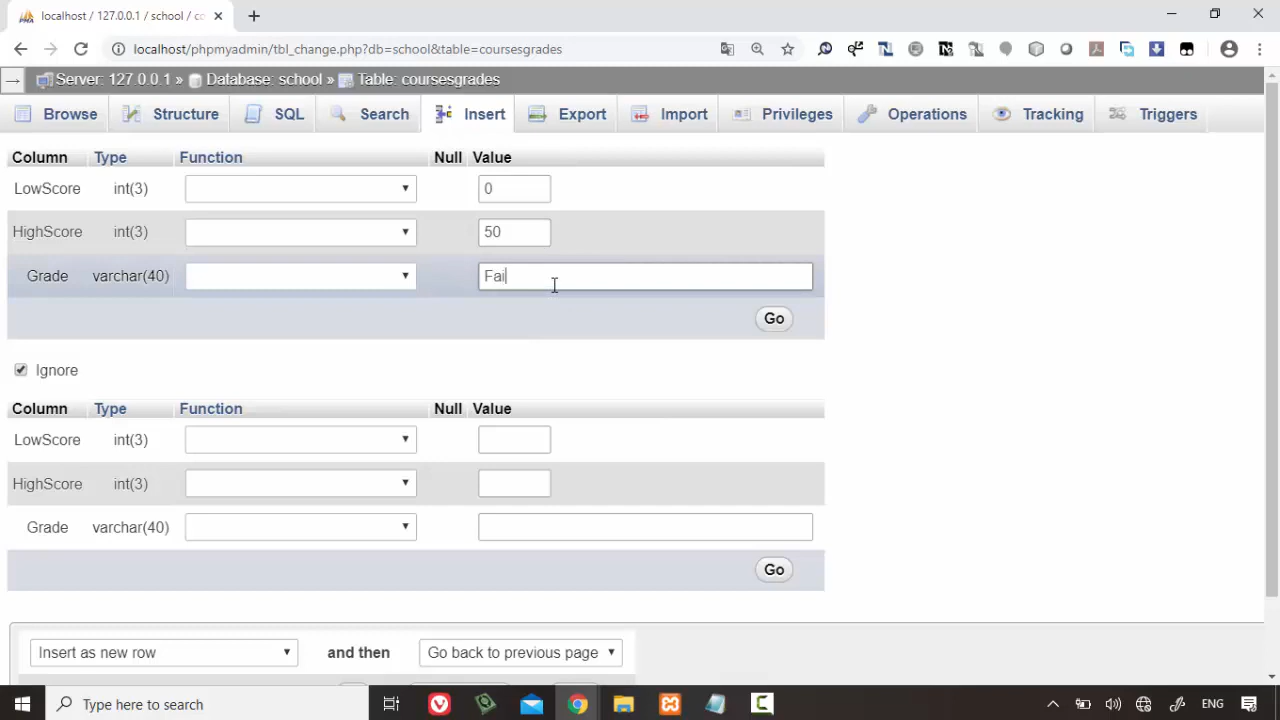 localhost / 127.0.0.1 / school / co
localhost/phpmyadmin/tbl_change.php?db=school&table=coursesgrades
Server: 127.0.0.1 » Database: school » Table: coursesgrades
Browse Structure SQL Search Insert Export Import Privileges Operations Tracking Triggers
Column Type Function Null Value
LowScore int(3) 0
HighScore int(3) 50
Grade varchar(40) Fai
Go
Ignore
Column Type Function Null Value
LowScore int(3)
HighScore int(3)
Grade varchar(40)
Go
Insert as new row and then Go back to previous page
Type here to search ENG